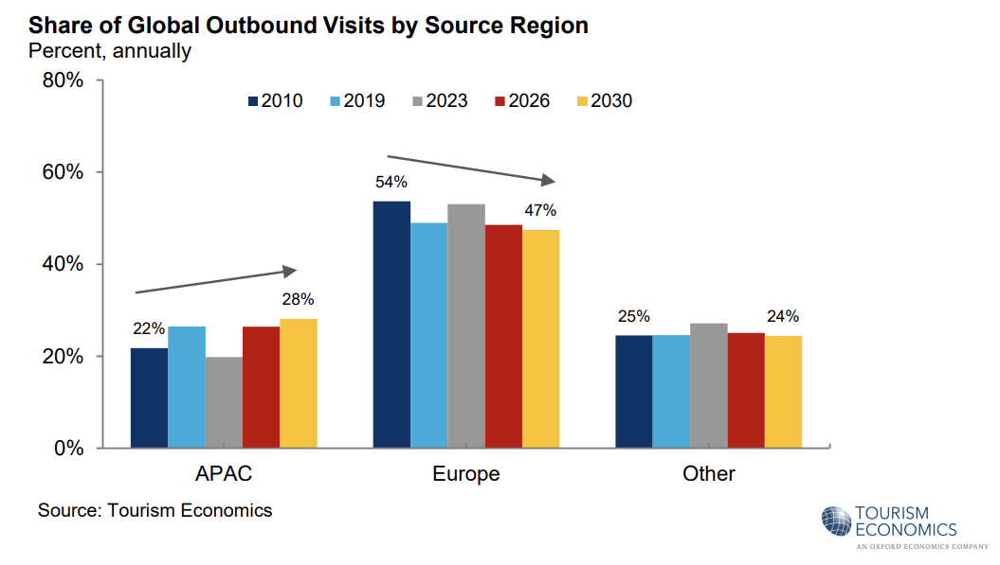 Share of Global Outbound Visits by Source Region
Percent, annually
80%
2010 2019 2023 2026 2030
60%
54%
47%
40%
28%
22%
25%
24%
20%
0%
APAC Europe Other
Source: Tourism Economics
TOURISM
ECONOMICS
AN OXFORD ECONOMICS COMPANY